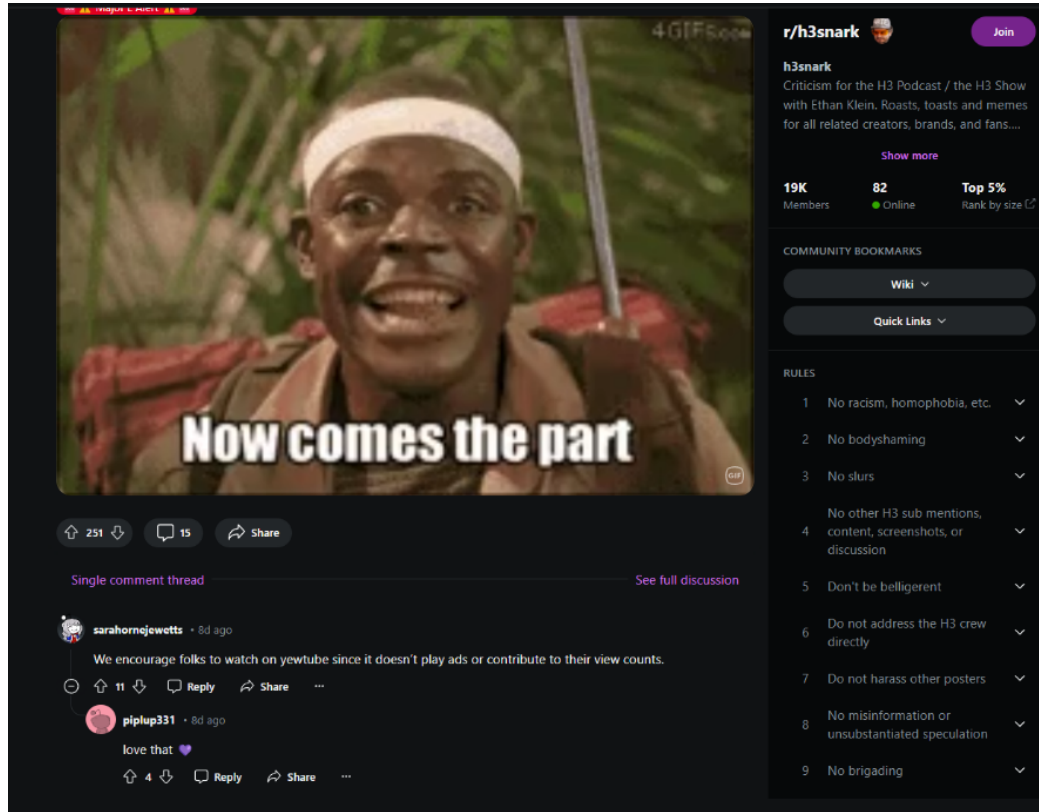 Major L Alert
4GIFs.com
Now comes the part
GIF
251
15
Share
Single comment thread
See full discussion
sarahornejewetts • 8d ago
We encourage folks to watch on yewtube since it doesn't play ads or contribute to their view counts.
11
Reply
Share
piplup331 • 8d ago
love that 💜
4
Reply
Share
r/h3snark
Join
h3snark
Criticism for the H3 Podcast / the H3 Show
with Ethan Klein. Roasts, toasts and memes
for all related creators, brands, and fans....
Show more
19K
82
Top 5%
Members
Online
Rank by size
COMMUNITY BOOKMARKS
Wiki
Quick Links
RULES
1 No racism, homophobia, etc.
2 No bodyshaming
3 No slurs
4 No other H3 sub mentions,
content, screenshots, or
discussion
5 Don't be belligerent
6 Do not address the H3 crew
directly
7 Do not harass other posters
8 No misinformation or
unsubstantiated speculation
9 No brigading